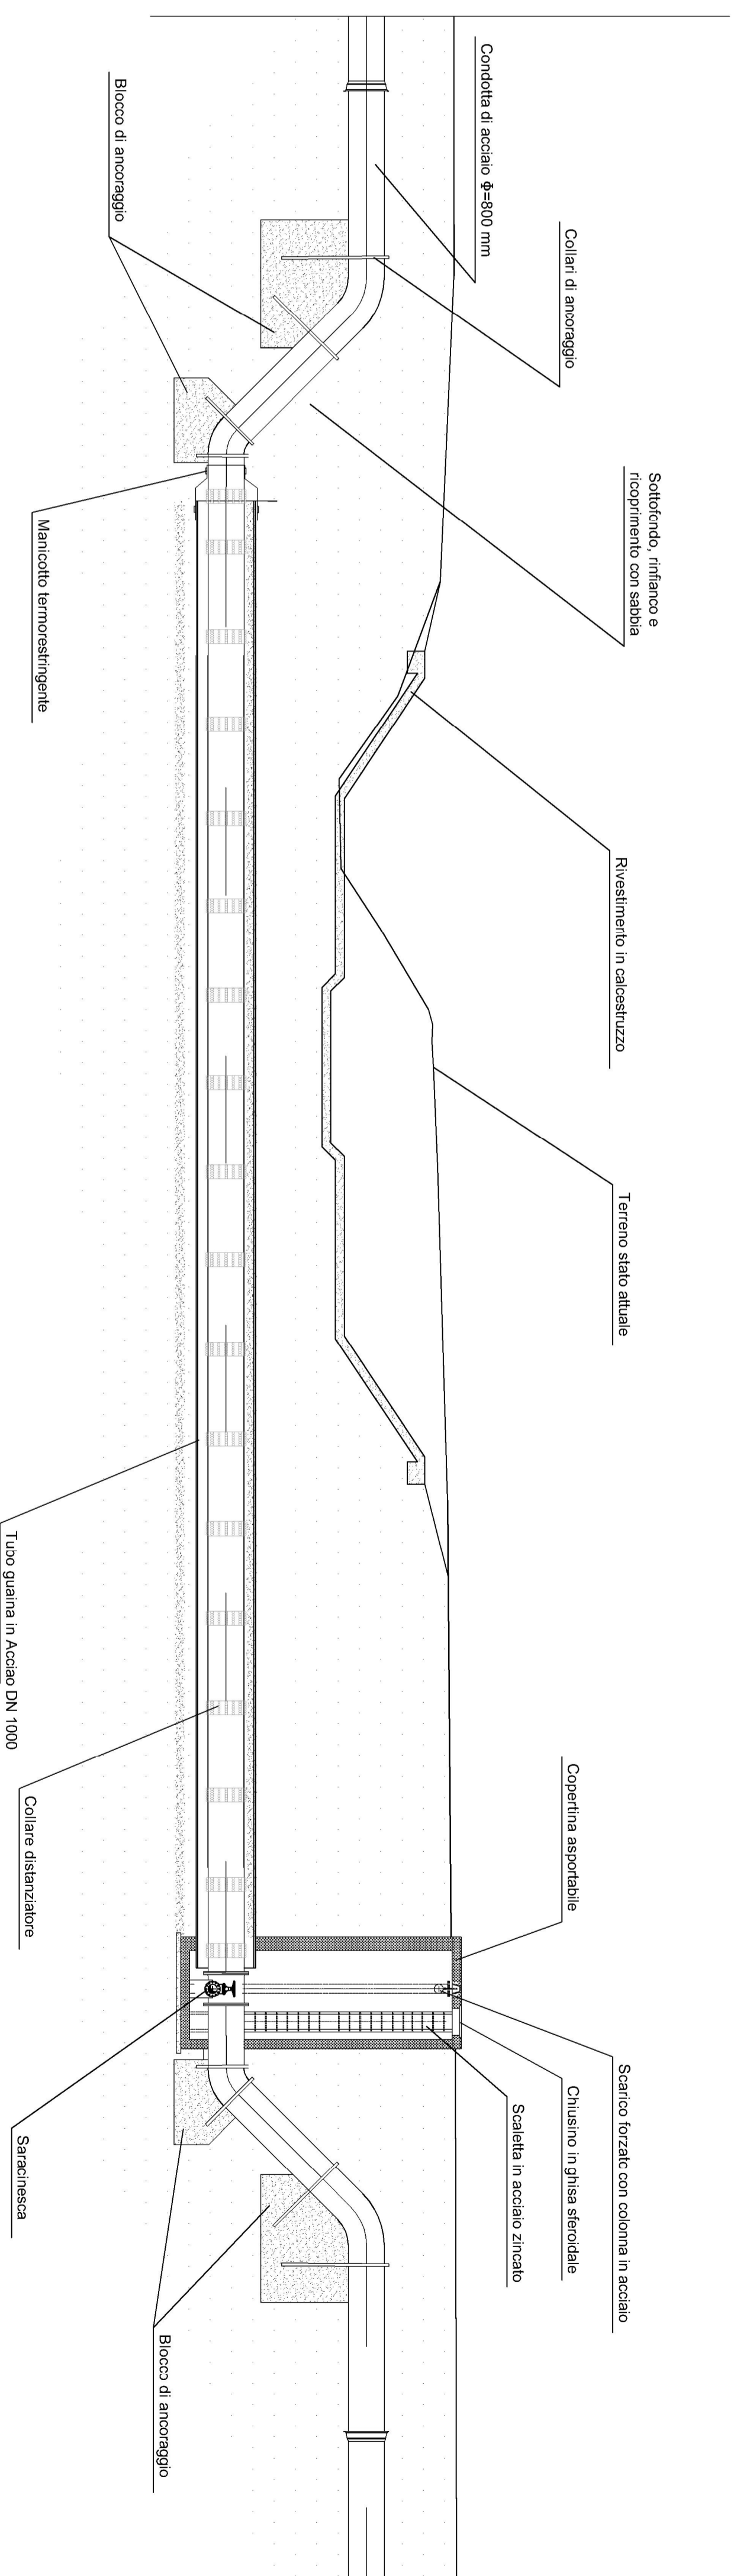 Condotta di acciaio Φ=800 mm
Collari di ancoraggio
Sottofondo, rinfianco e
ricoprimento con sabbia
Rivestimento in calcestruzzo
Terreno stato attuale
Copertina asportabile
Scarico forzato con colonna in acciaio
Chiusino in ghisa sferoidale
Scaletta in acciaio zincato
Blocco di ancoraggio
Manicotto termorestringente
Tubo guaina in Acciao DN 1000
Collare distanziatore
Saracinesca
Blocco di ancoraggio